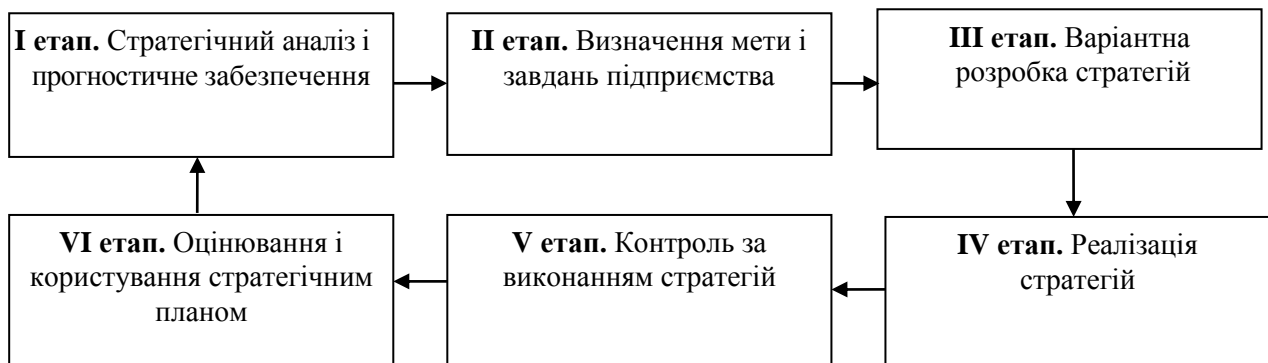 I етап. Стратегічний аналіз і
прогностичне забезпечення
II етап. Визначення мети і
завдань підприємства
III етап. Варіантна
розробка стратегій
VI етап. Оцінювання і
користування стратегічним
планом
V етап. Контроль за
виконанням стратегій
IV етап. Реалізація
стратегій